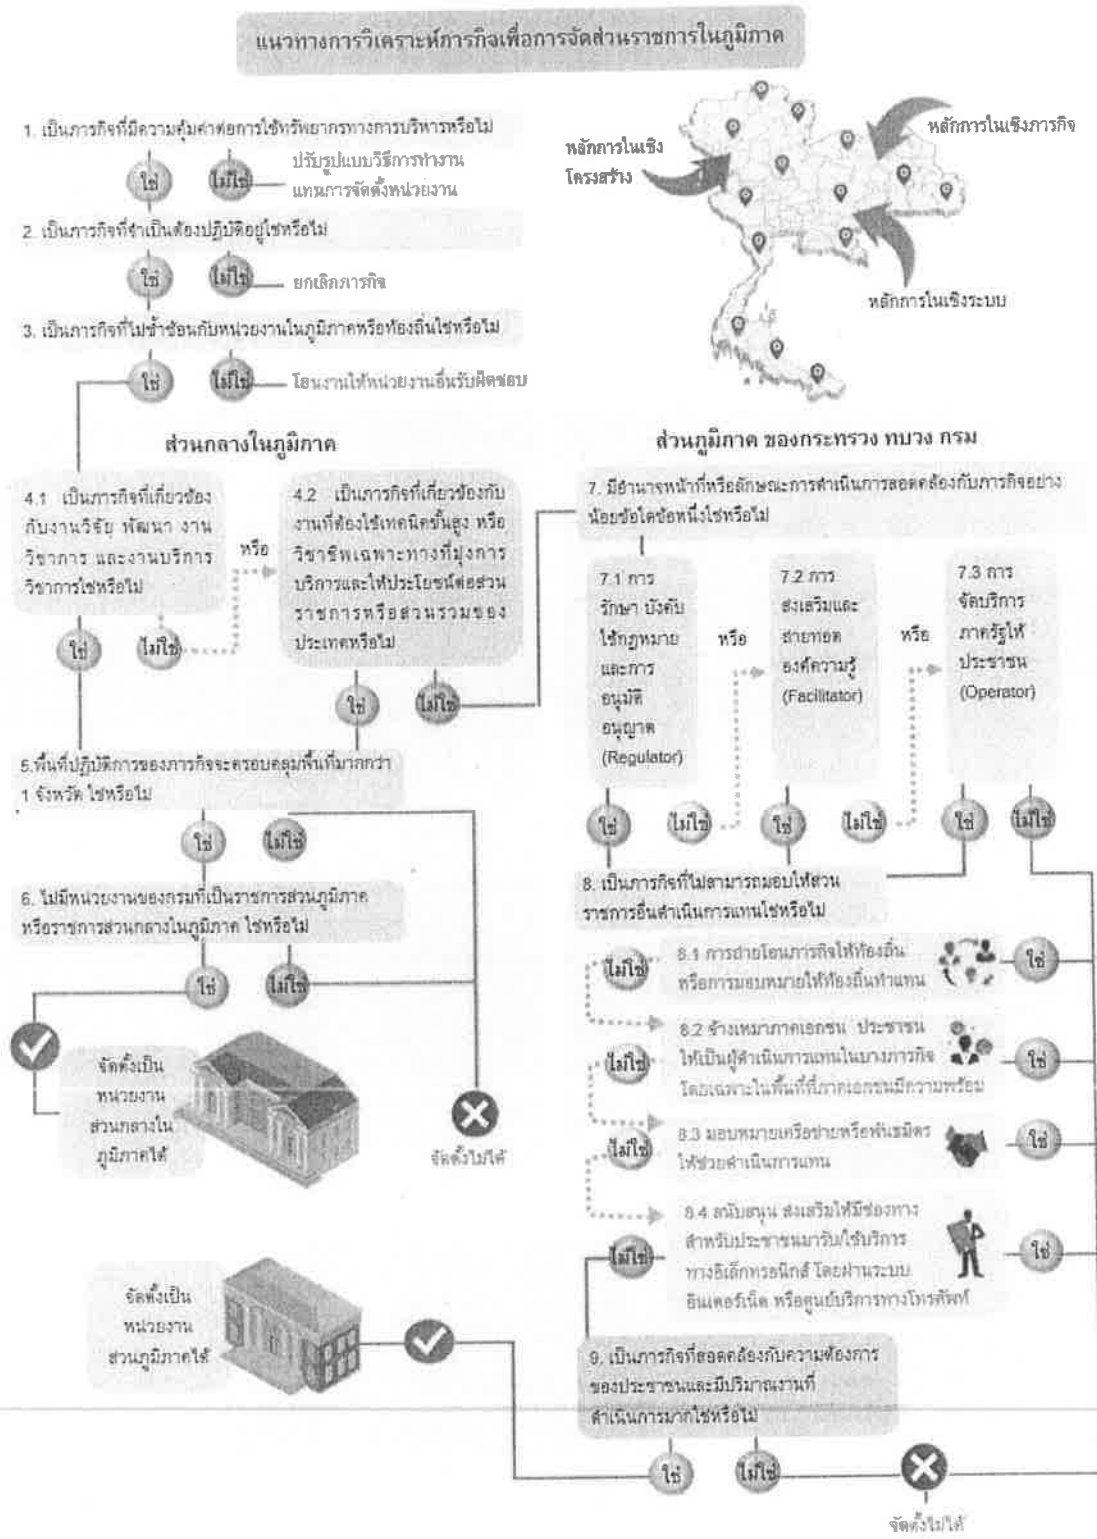 แนวทางการวิเคราะห์ภารกิจเพื่อการจัดส่วนราชการในภูมิภาค
1. เป็นภารกิจที่มีความคุ้มค่าต่อการใช้ทรัพยากรทางการบริหารหรือไม่
ใช่
ไม่ใช่
ปรับรูปแบบวิธีการทำงาน
แทนการจัดตั้งหน่วยงาน
2. เป็นภารกิจที่จำเป็นต้องปฏิบัติอยู่ใช่หรือไม่
ใช่
ไม่ใช่
ยกเลิกภารกิจ
3. เป็นภารกิจที่ไม่ซ้ำซ้อนกับหน่วยงานในภูมิภาคหรือท้องถิ่นใช่หรือไม่
ใช่
ไม่ใช่
โอนงานให้หน่วยงานอื่นรับผิดชอบ
หลักการในเชิง
โครงสร้าง
หลักการในเชิงภารกิจ
หลักการในเชิงระบบ
ส่วนกลางในภูมิภาค
4.1 เป็นภารกิจที่เกี่ยวข้อง
กับงานวิจัย พัฒนา งาน
วิชาการ และงานบริการ
วิชาการใช่หรือไม่
ใช่
ไม่ใช่
หรือ
4.2 เป็นภารกิจที่เกี่ยวข้องกับ
งานที่ต้องใช้เทคนิคขั้นสูง หรือ
วิชาชีพเฉพาะทางที่มุ่งการ
บริการและให้ประโยชน์ต่อส่วน
ราชการหรือส่วนรวมของ
ประเทศหรือไม่
ใช่
ไม่ใช่
5.พื้นที่ปฏิบัติการของภารกิจจะครอบคลุมพื้นที่มากกว่า
1 จังหวัด ใช่หรือไม่
ใช่
ไม่ใช่
6. ไม่มีหน่วยงานของกรมที่เป็นราชการส่วนภูมิภาค
หรือราชการส่วนกลางในภูมิภาค ใช่หรือไม่
ใช่
ไม่ใช่
จัดตั้งเป็น
หน่วยงาน
ส่วนกลางใน
ภูมิภาคได้
จัดตั้งไม่ได้
ส่วนภูมิภาค ของกระทรวง ทบวง กรม
7. มีอำนาจหน้าที่หรือลักษณะการดำเนินการสอดคล้องกับภารกิจอย่าง
น้อยข้อใดข้อหนึ่งใช่หรือไม่
7.1 การ
รักษา บังคับ
ใช้กฎหมาย
และการ
อนุมัติ
อนุญาต
(Regulator)
ใช่
ไม่ใช่
หรือ
7.2 การ
ส่งเสริมและ
ถ่ายทอด
องค์ความรู้
(Facilitator)
ใช่
ไม่ใช่
หรือ
7.3 การ
จัดบริการ
ภาครัฐให้
ประชาชน
(Operator)
ใช่
ไม่ใช่
8. เป็นภารกิจที่ไม่สามารถมอบให้ส่วน
ราชการอื่นดำเนินการแทนใช่หรือไม่
ไม่ใช่
8.1 การถ่ายโอนภารกิจให้ท้องถิ่น
หรือการมอบหมายให้ท้องถิ่นทำแทน
ใช่
ไม่ใช่
8.2 จ้างเหมาภาคเอกชน ประชาชน
ให้เป็นผู้ดำเนินการแทนในบางภารกิจ
โดยเฉพาะในพื้นที่ที่ภาคเอกชนมีความพร้อม
ใช่
ไม่ใช่
8.3 มอบหมายเครือข่ายหรือพันธมิตร
ให้ช่วยดำเนินการแทน
ใช่
ไม่ใช่
8.4 สนับสนุน ส่งเสริมให้มีช่องทาง
สำหรับประชาชนมารับ/ใช้บริการ
ทางอิเล็กทรอนิกส์ โดยผ่านระบบ
อินเตอร์เน็ต หรือศูนย์บริการทางโทรศัพท์
ใช่
9. เป็นภารกิจที่สอดคล้องกับความต้องการ
ของประชาชนและมีปริมาณงานที่
ดำเนินการมากใช่หรือไม่
ใช่
ไม่ใช่
จัดตั้งเป็น
หน่วยงาน
ส่วนภูมิภาคได้
จัดตั้งไม่ได้